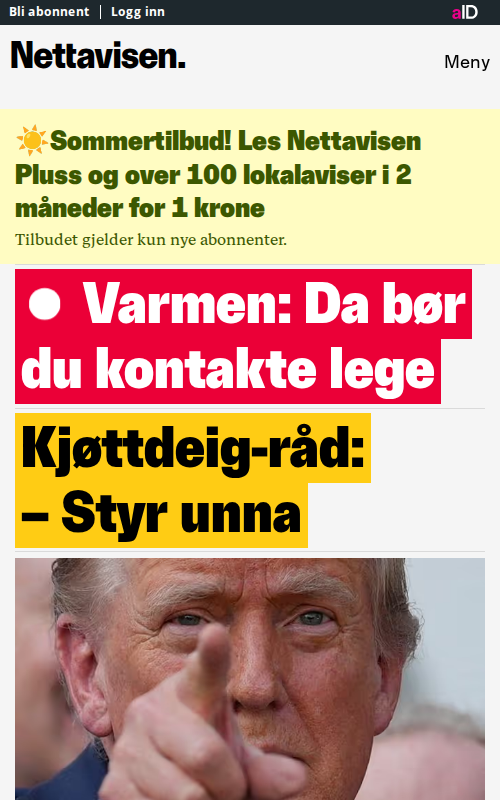 Bli abonnent | Logg inn
aID
Nettavisen.
Meny
☀️Sommertilbud! Les Nettavisen
Pluss og over 100 lokalaviser i 2
måneder for 1 krone
Tilbudet gjelder kun nye abonnenter.
Varmen: Da bør
du kontakte lege
Kjøttdeig-råd:
– Styr unna